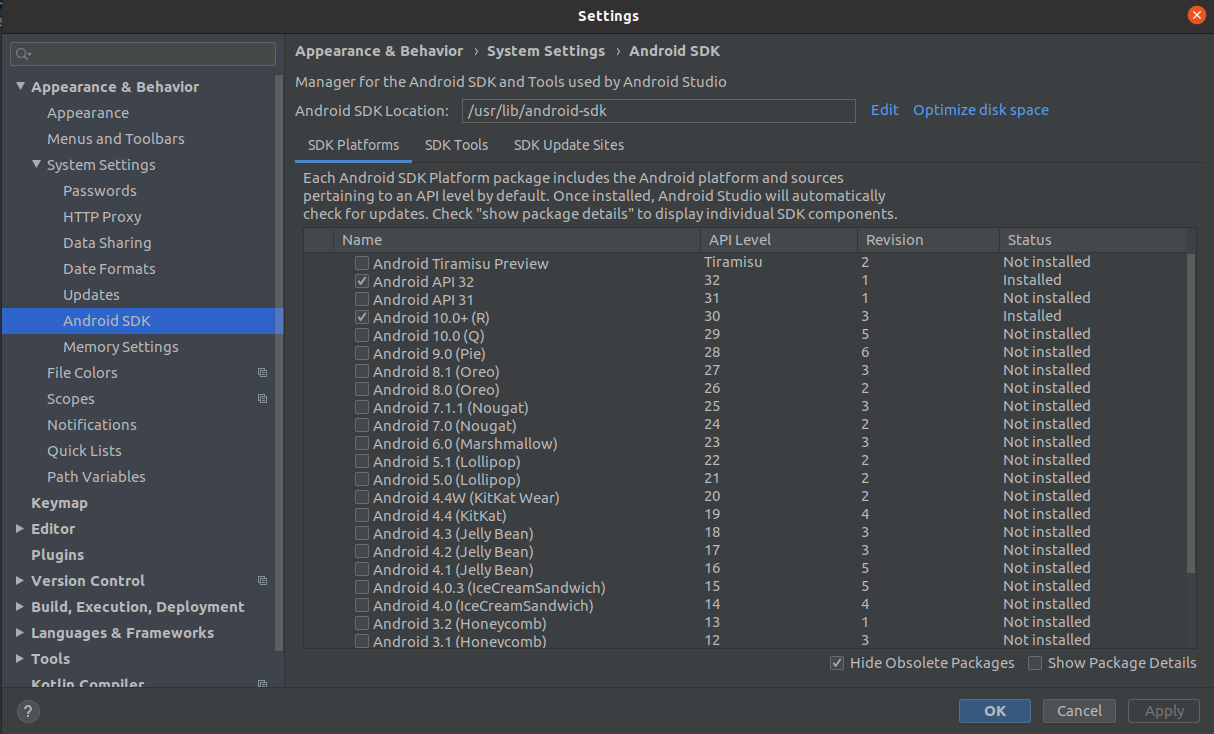 Settings
Appearance & Behavior
Appearance
Menus and Toolbars
System Settings
Passwords
HTTP Proxy
Data Sharing
Date Formats
Updates
Android SDK
Memory Settings
File Colors
Scopes
Notifications
Quick Lists
Path Variables
Keymap
Editor
Plugins
Version Control
Build, Execution, Deployment
Languages & Frameworks
Tools
Kotlin Compiler
Appearance & Behavior › System Settings › Android SDK
Manager for the Android SDK and Tools used by Android Studio
Android SDK Location: /usr/lib/android-sdk Edit Optimize disk space
SDK Platforms SDK Tools SDK Update Sites
Each Android SDK Platform package includes the Android platform and sources
pertaining to an API level by default. Once installed, Android Studio will automatically
check for updates. Check "show package details" to display individual SDK components.
Name API Level Revision Status
Android Tiramisu Preview Tiramisu 2 Not installed
Android API 32 32 1 Installed
Android API 31 31 1 Not installed
Android 10.0+ (R) 30 3 Installed
Android 10.0 (Q) 29 5 Not installed
Android 9.0 (Pie) 28 6 Not installed
Android 8.1 (Oreo) 27 3 Not installed
Android 8.0 (Oreo) 26 2 Not installed
Android 7.1.1 (Nougat) 25 3 Not installed
Android 7.0 (Nougat) 24 2 Not installed
Android 6.0 (Marshmallow) 23 3 Not installed
Android 5.1 (Lollipop) 22 2 Not installed
Android 5.0 (Lollipop) 21 2 Not installed
Android 4.4W (KitKat Wear) 20 2 Not installed
Android 4.4 (KitKat) 19 4 Not installed
Android 4.3 (Jelly Bean) 18 3 Not installed
Android 4.2 (Jelly Bean) 17 3 Not installed
Android 4.1 (Jelly Bean) 16 5 Not installed
Android 4.0.3 (IceCreamSandwich) 15 5 Not installed
Android 4.0 (IceCreamSandwich) 14 4 Not installed
Android 3.2 (Honeycomb) 13 1 Not installed
Android 3.1 (Honeycomb) 12 3 Not installed
Hide Obsolete Packages Show Package Details
? OK Cancel Apply